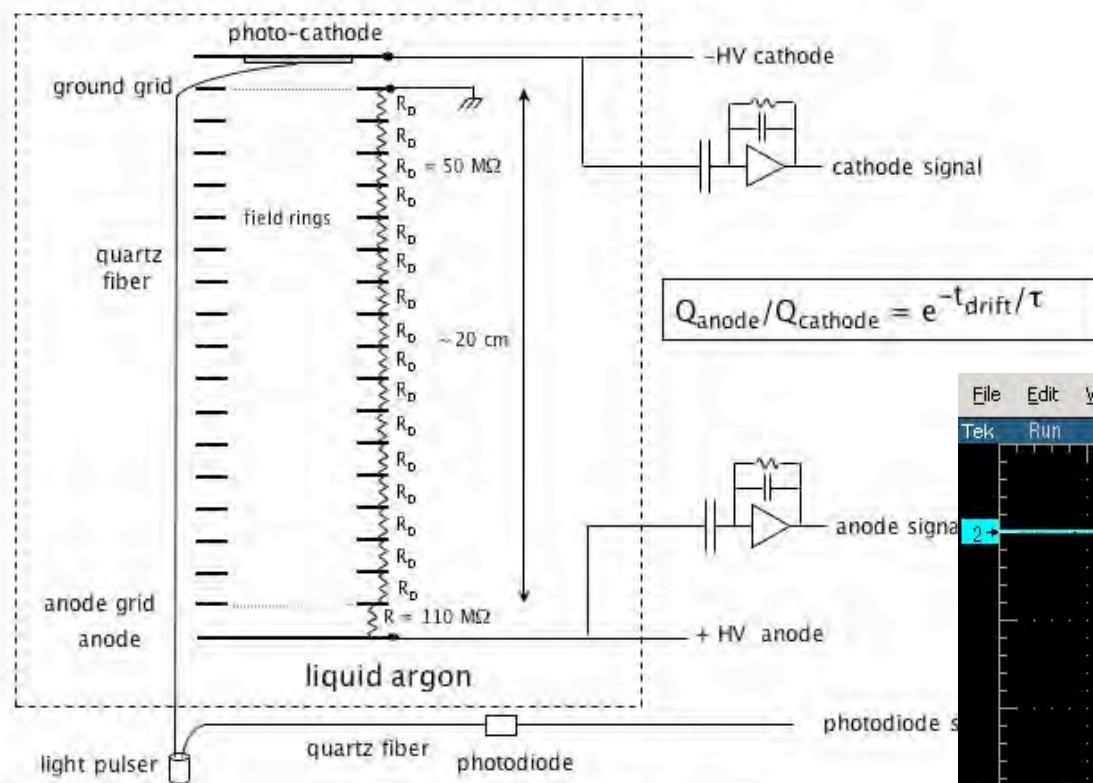 photo-cathode
-HV cathode
ground grid
R_D
R_D
R_D = 50 MΩ
cathode signal
R_D
field rings
R_D
quartz
fiber
R_D
R_D
Q_anode/Q_cathode = e^-t_drift/τ
R_D
~20 cm
R_D
R_D
File Edit
Tek Run
R_D
R_D
R_D
R_D
anode signa
2
R_D
R_D
anode grid
R = 110 MΩ
anode
+ HV anode
liquid argon
photodiode s
quartz fiber
light pulser
photodiode